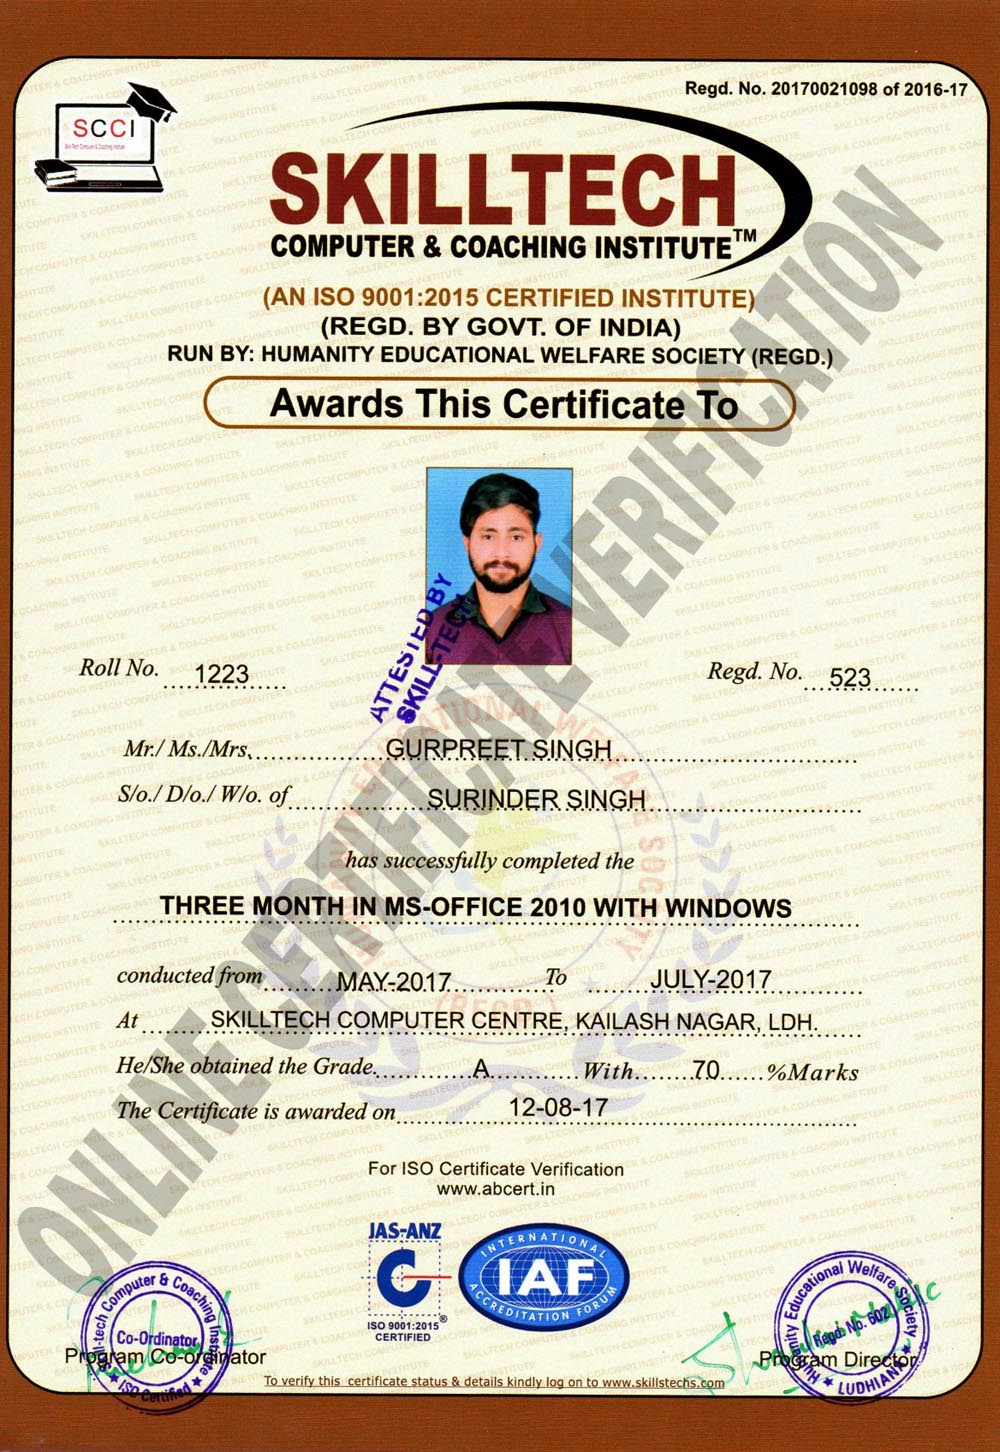 Regd. No. 20170021098 of 2016-17
SCCI
SKILLTECH
COMPUTER & COACHING INSTITUTE™
(AN ISO 9001:2015 CERTIFIED INSTITUTE)
(REGD. BY GOVT. OF INDIA)
RUN BY: HUMANITY EDUCATIONAL WELFARE SOCIETY (REGD.)
Awards This Certificate To
ATTESTED BY
SKILL-TECH
Roll No. 1223
Regd. No. 523
Mr./ Ms./Mrs. GURPREET SINGH
S/o./ D/o./ W/o. of SURINDER SINGH
has successfully completed the
THREE MONTH IN MS-OFFICE 2010 WITH WINDOWS
conducted from MAY-2017 To JULY-2017
At SKILLTECH COMPUTER CENTRE, KAILASH NAGAR, LDH.
He/She obtained the Grade A With 70 %Marks
The Certificate is awarded on 12-08-17
ONLINE CERTIFICATE VERIFICATION
For ISO Certificate Verification
www.abcert.in
JAS-ANZ
ISO 9001:2015®
CERTIFIED
INTERNATIONAL
IAF
ACCREDITATION FORUM
Skill-tech Computer & Coaching Institute
Co-Ordinator
ISO Certified
Program Co-ordinator
Humanity Educational Welfare Society
Regd No. 602
LUDHIANA
Program Director
To verify this certificate status & details kindly log on to www.skillstechs.com